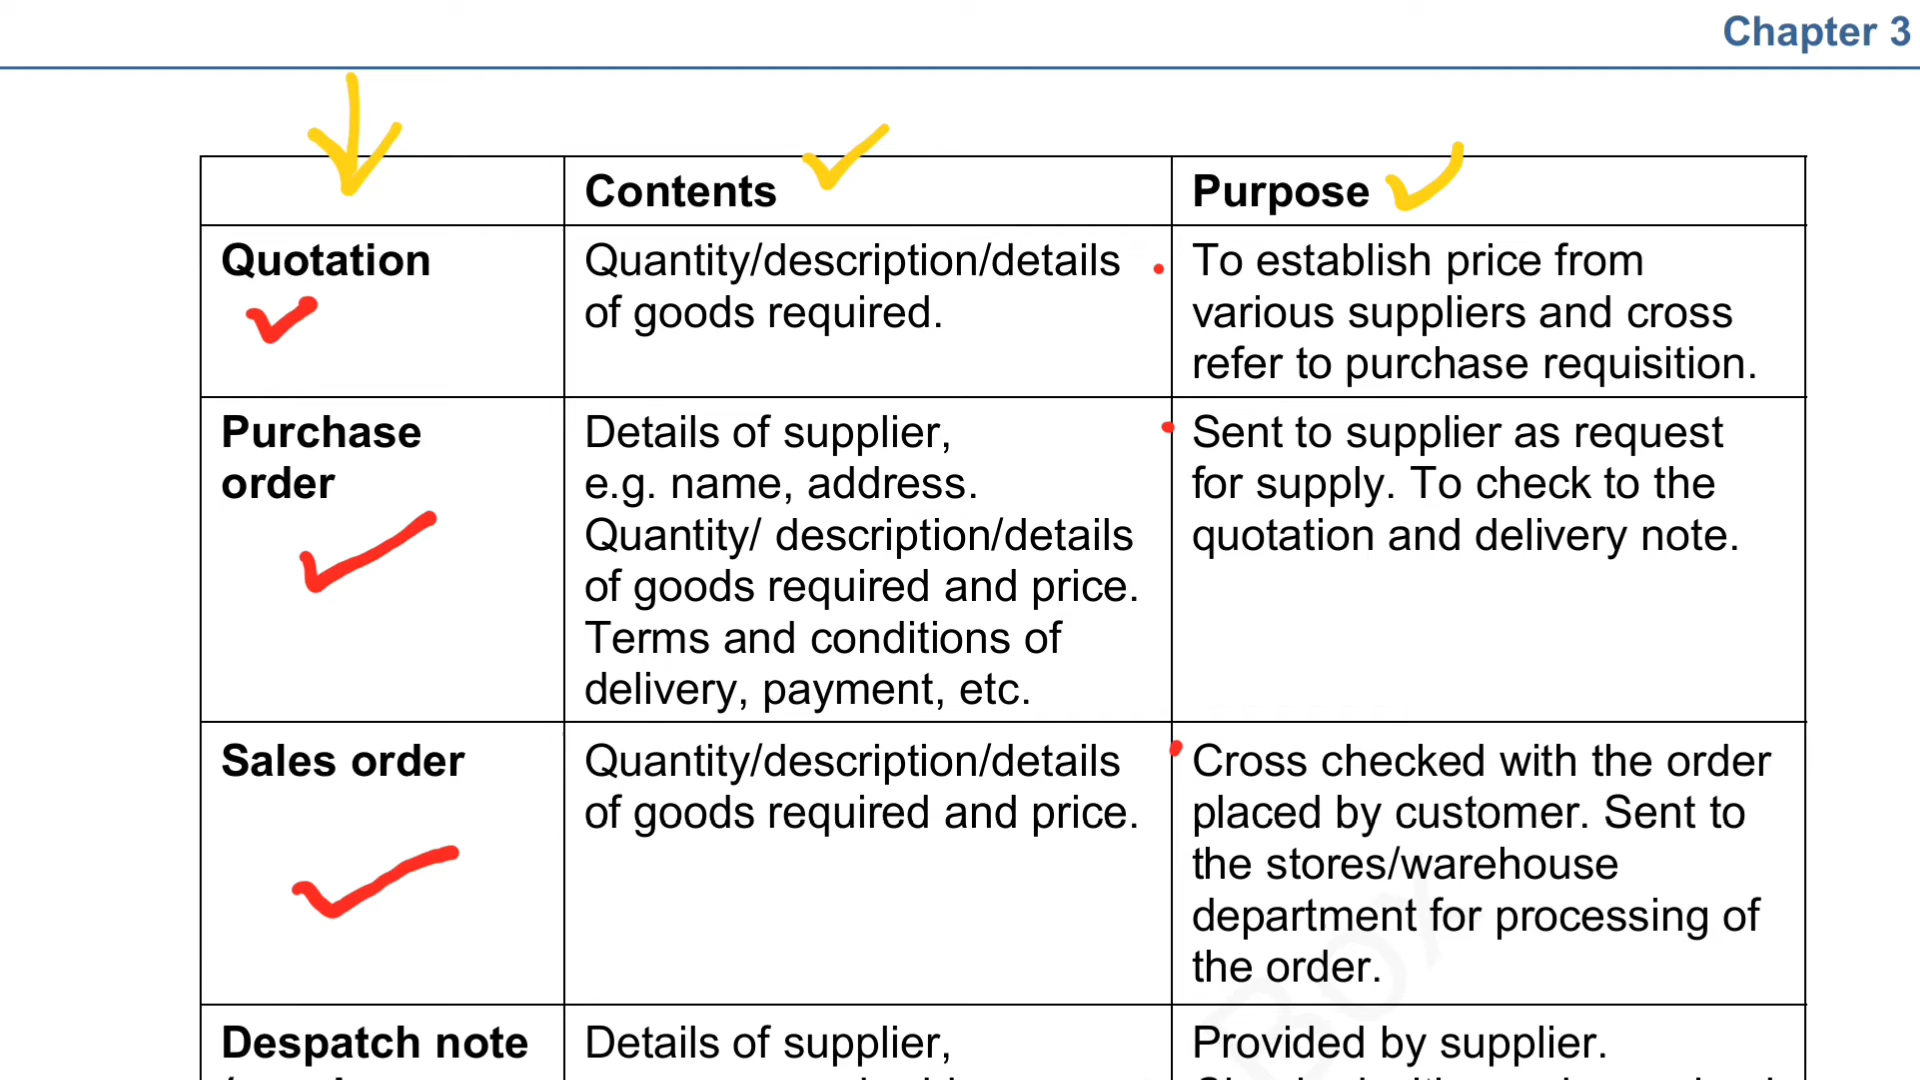 Chapter 3
Contents
Purpose
Quotation
Quantity/description/details
of goods required.
To establish price from
various suppliers and cross
refer to purchase requisition.
Purchase
order
Details of supplier,
e.g. name, address.
Quantity/ description/details
of goods required and price.
Terms and conditions of
delivery, payment, etc.
Sent to supplier as request
for supply. To check to the
quotation and delivery note.
Sales order
Quantity/description/details
of goods required and price.
Cross checked with the order
placed by customer. Sent to
the stores/warehouse
department for processing of
the order.
Despatch note
Details of supplier,
Provided by supplier.